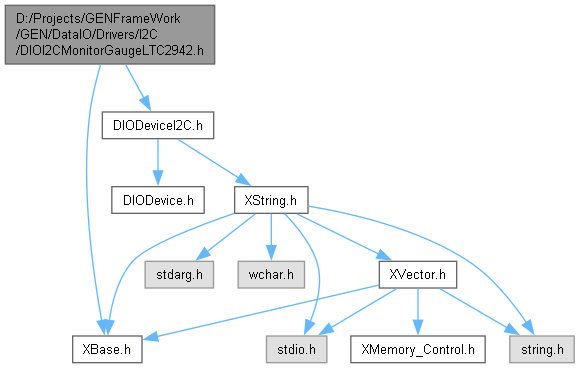 D:/Projects/GENFrameWork
/GEN/DataIO/Drivers/I2C
/DIOI2CMonitorGaugeLTC2942.h
DIODeviceI2C.h
DIODevice.h
XString.h
stdarg.h
wchar.h
XVector.h
XBase.h
stdio.h
XMemory_Control.h
string.h